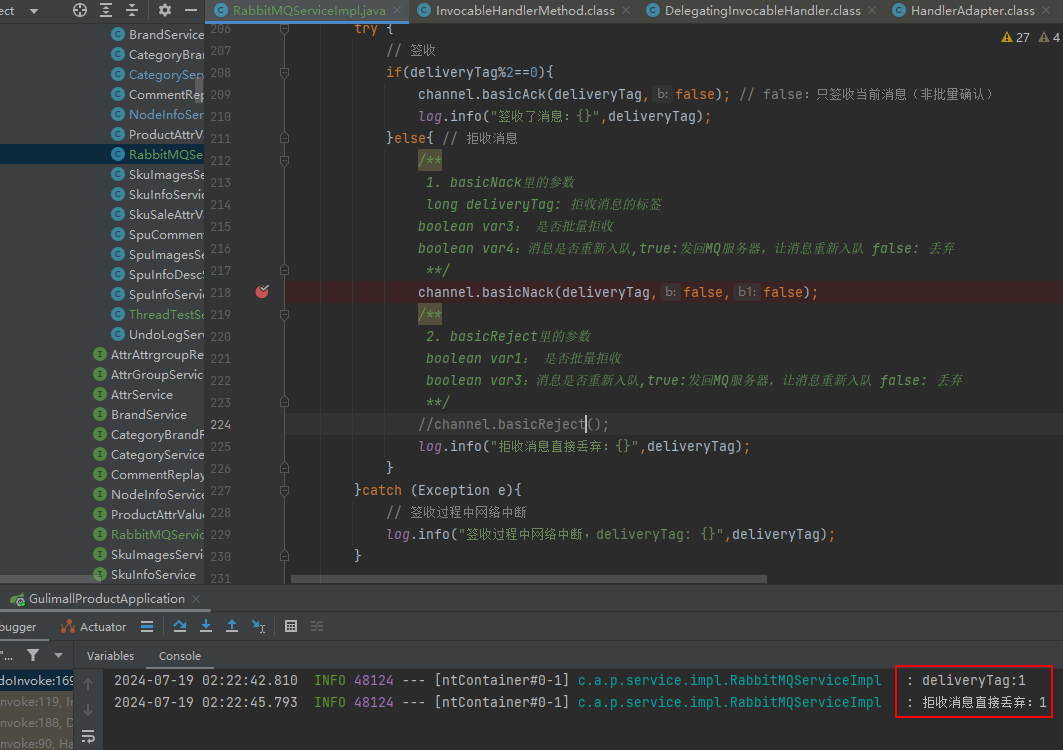 ect
RabbitMQServiceImpl.java
InvocableHandlerMethod.class
DelegatingInvocableHandler.class
HandlerAdapter.class
27
4
BrandService
CategoryBra
CategorySer
CommentRep
NodeInfoSer
ProductAttrV
RabbitMQSe
SkuImagesSe
SkuInfoServic
SkuSaleAttrV
SpuCommen
SpuImagesSe
SpuInfoDesc
SpuInfoServi
ThreadTestSe
UndoLogServ
AttrAttrgroupRe
AttrGroupServic
AttrService
BrandService
CategoryBrandR
CategoryService
CommentReplay
NodeInfoService
ProductAttrValue
RabbitMQServic
SkuImagesServi
SkuInfoService
206 try {
207 // 签收
208 if(deliveryTag%2==0){
209 channel.basicAck(deliveryTag, b: false); // false：只签收当前消息（非批量确认）
210 log.info("签收了消息：{}",deliveryTag);
211 }else{ // 拒收消息
212 /**
213 1. basicNack里的参数
214 long deliveryTag: 拒收消息的标签
215 boolean var3： 是否批量拒收
216 boolean var4：消息是否重新入队,true:发回MQ服务器，让消息重新入队 false: 丢弃
217 **/
218 channel.basicNack(deliveryTag, b: false, b1: false);
219 /**
220 2. basicReject里的参数
221 boolean var1： 是否批量拒收
222 boolean var3：消息是否重新入队,true:发回MQ服务器，让消息重新入队 false: 丢弃
223 **/
224 //channel.basicReject();
225 log.info("拒收消息直接丢弃：{}",deliveryTag);
226 }
227 }catch (Exception e){
228 // 签收过程中网络中断
229 log.info("签收过程中网络中断，deliveryTag: {}",deliveryTag);
230 }
231
GulimallProductApplication
bugger
Actuator
"...
Variables
Console
doInvoke:169
nvoke:119, In
nvoke:188, D
nvoke:90, Ha
2024-07-19 02:22:42.810 INFO 48124 --- [ntContainer#0-1] c.a.p.service.impl.RabbitMQServiceImpl : deliveryTag:1
2024-07-19 02:22:45.793 INFO 48124 --- [ntContainer#0-1] c.a.p.service.impl.RabbitMQServiceImpl : 拒收消息直接丢弃：1